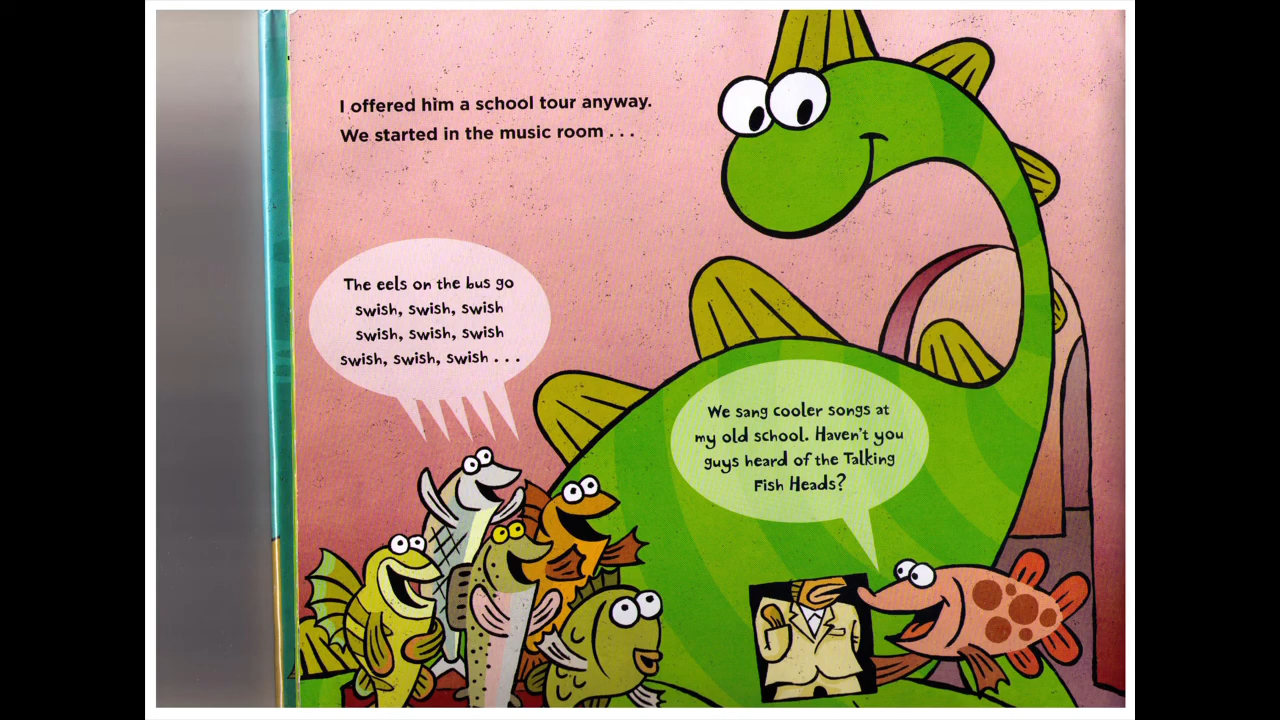 I offered him a school tour anyway.
We started in the music room . . .
The eels on the bus go
swish, swish, swish
swish, swish, swish
swish, swish, swish . . .
We sang cooler songs at
my old school. Haven't you
guys heard of the Talking
Fish Heads?